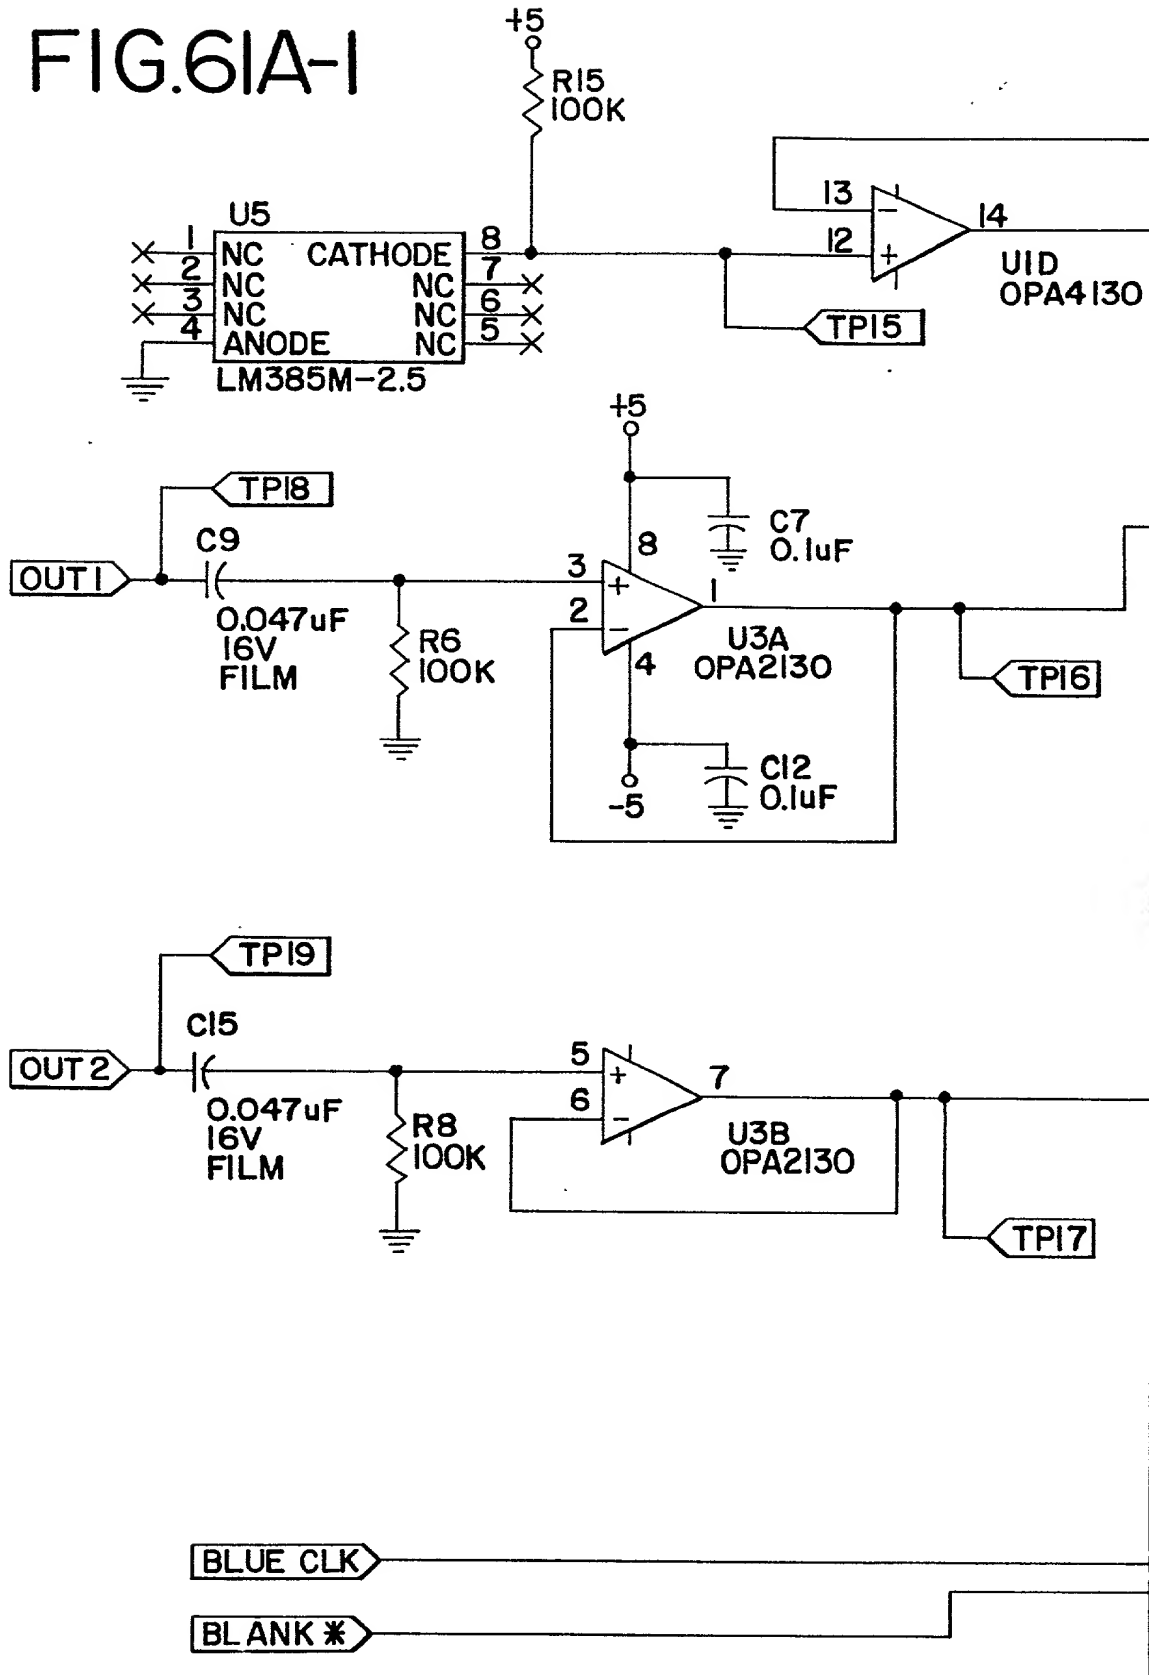 FIG.61A-1
+5
R15
100K
U5
1 NC CATHODE 8
2 NC NC 7
3 NC NC 6
4 ANODE NC 5
LM385M-2.5
13 -
12 +
14
U1D
OPA4130
TP15
+5
TP18
C7
0.1uF
C9
OUT 1
0.047uF
16V
FILM
R6
100K
8
3 +
2 -
1
4
U3A
OPA2130
TP16
C12
0.1uF
-5
TP19
C15
OUT 2
0.047uF
16V
FILM
R8
100K
5 +
6 -
7
U3B
OPA2130
TP17
BLUE CLK
BLANK *